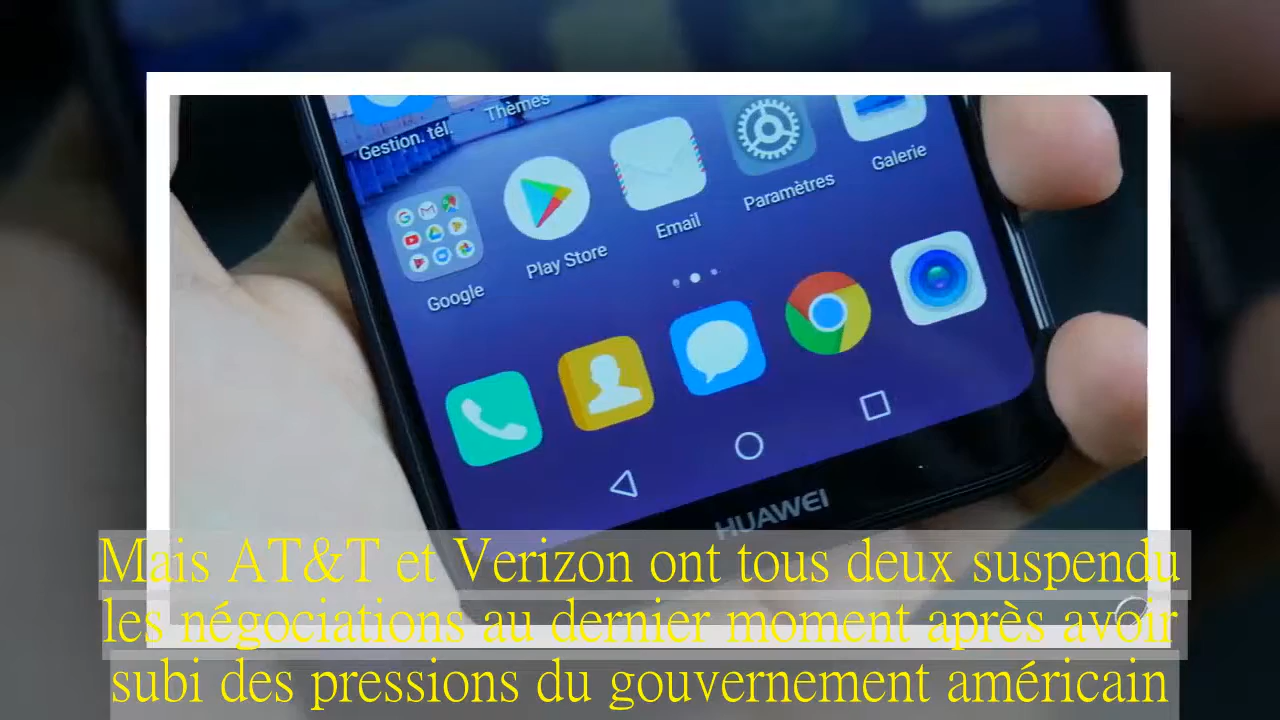 Thèmes
Gestion. tél.
Galerie
Paramètres
Email
Play Store
Google
HUAWEI
Mais AT&T et Verizon ont tous deux suspendu
les négociations au dernier moment après avoir
subi des pressions du gouvernement américain